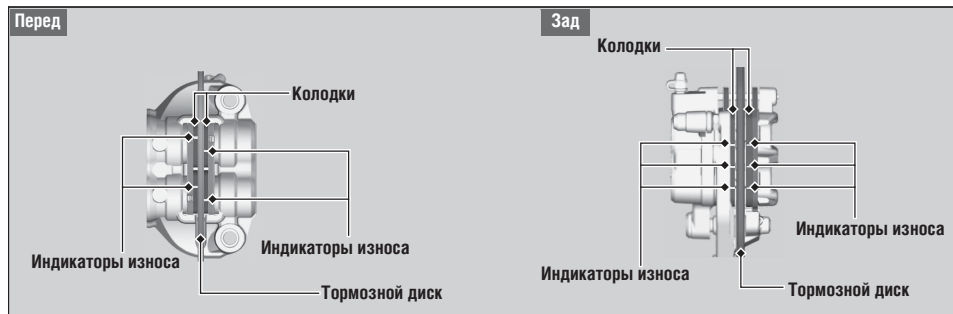 Перед
Колодки
Индикаторы износа
Индикаторы износа
Тормозной диск
Зад
Колодки
Индикаторы износа
Индикаторы износа
Тормозной диск